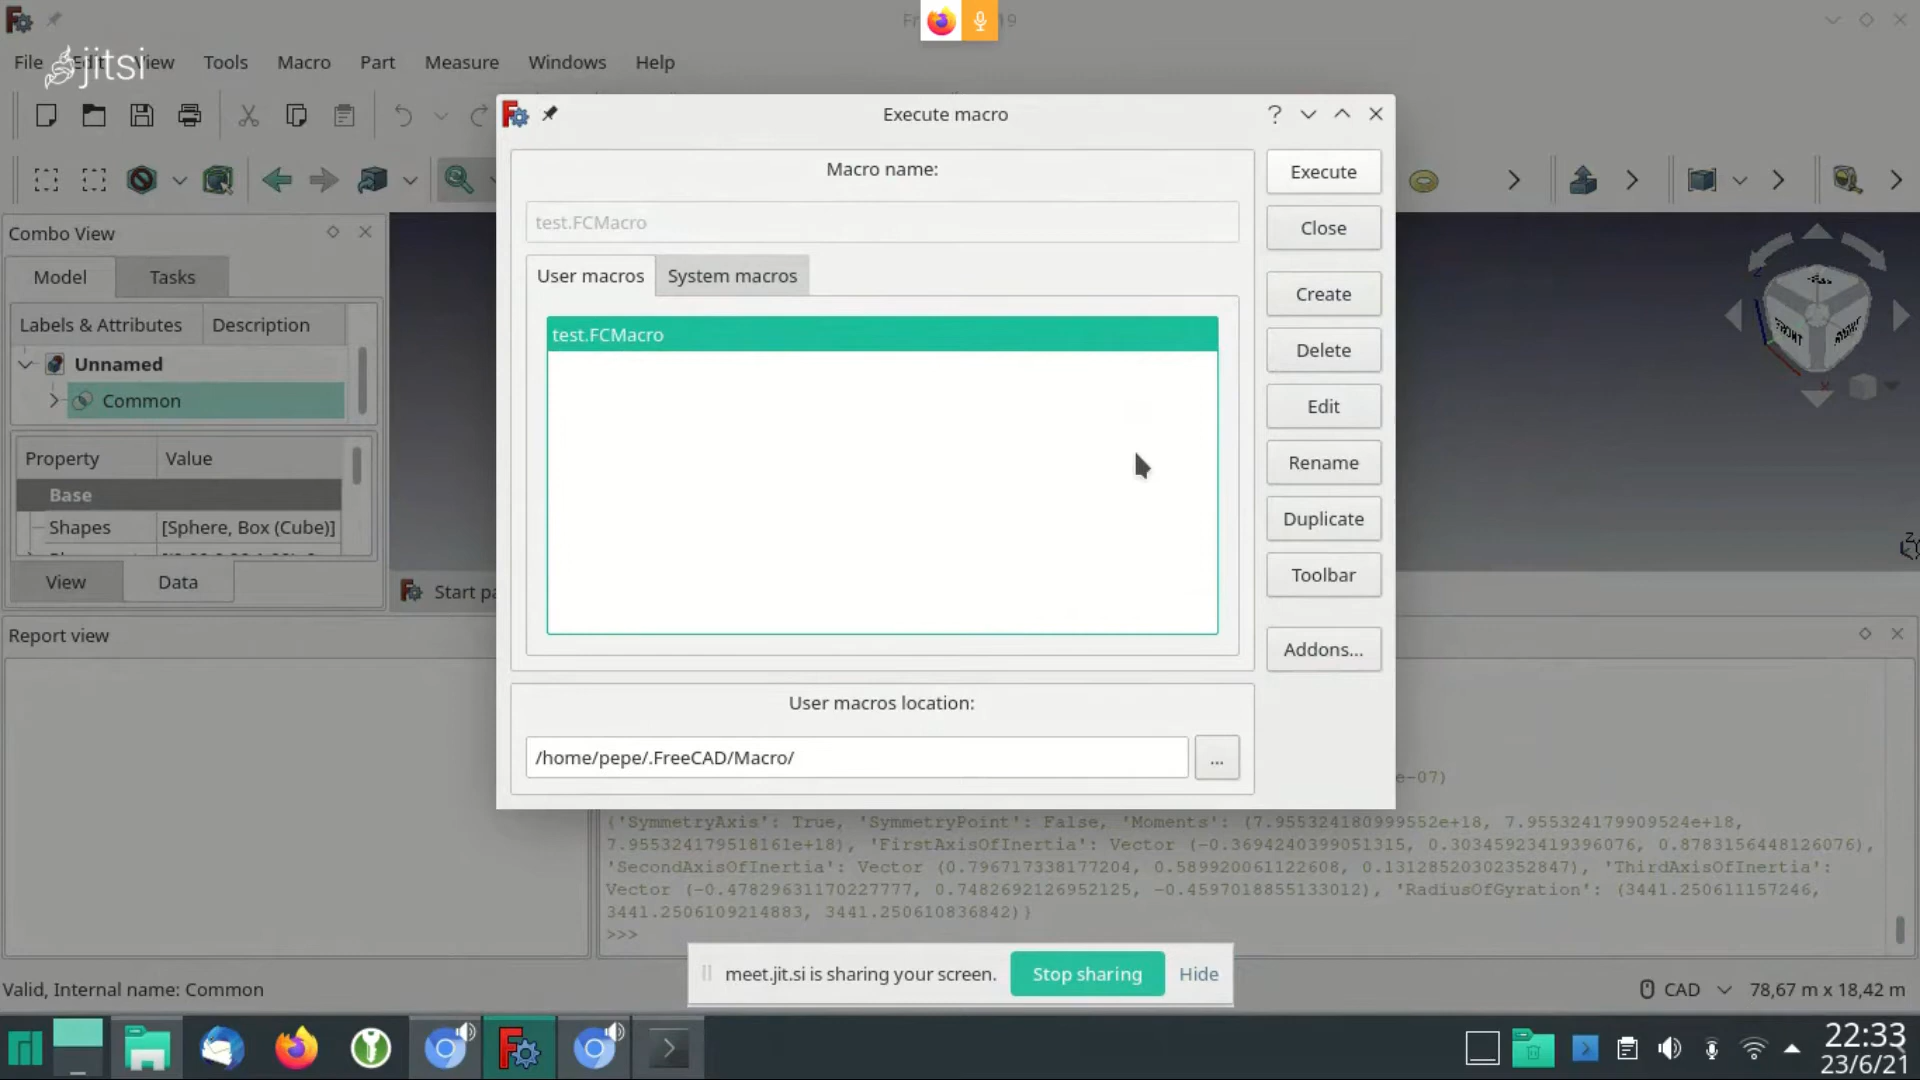 jitsi
File
View
Tools
Macro
Part
Measure
Windows
Help
Execute macro
Macro name:
test.FCMacro
User macros
System macros
test.FCMacro
User macros location:
/home/pepe/.FreeCAD/Macro/
...
Execute
Close
Create
Delete
Edit
Rename
Duplicate
Toolbar
Addons...
Combo View
Model
Tasks
Labels & Attributes
Description
Unnamed
Common
Property
Value
Base
Shapes
[Sphere, Box (Cube)]
View
Data
Start
FRONT
RIGHT
Report view
e-07)
{'SymmetryAxis': True, 'SymmetryPoint': False, 'Moments': (7.955324180999552e+18, 7.955324179909524e+18,
7.955324179518161e+18), 'FirstAxisOfInertia': Vector (-0.3694240399051315, 0.30345923419396076, 0.8783156448126076),
'SecondAxisOfInertia': Vector (0.796717338177204, 0.589920061122608, 0.13128520302352847), 'ThirdAxisOfInertia':
Vector (-0.47829631170227777, 0.7482692126952125, -0.4597018855133012), 'RadiusOfGyration': (3441.250611157246,
3441.2506109214883, 3441.250610836842)}
>>>
meet.jit.si is sharing your screen.
Stop sharing
Hide
Valid, Internal name: Common
CAD
78,67 m x 18,42 m
22:33
23/6/21